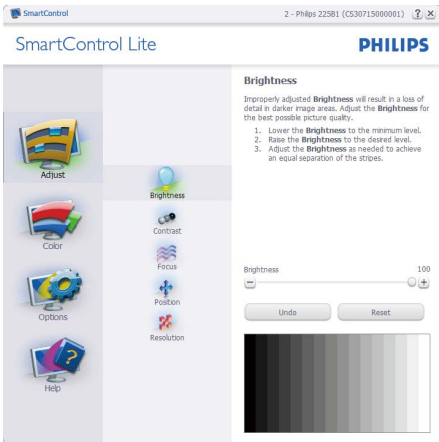 SmartControl
2 - Philips 225B1 (C530715000001)
SmartControl Lite
PHILIPS
Adjust
Color
Options
Help
Brightness
Contrast
Focus
Position
Resolution
Brightness
Improperly adjusted Brightness will result in a loss of
detail in darker image areas. Adjust the Brightness for
the best possible picture quality.
1. Lower the Brightness to the minimum level.
2. Raise the Brightness to the desired level.
3. Adjust the Brightness as needed to achieve
an equal separation of the stripes.
Brightness 100
Undo Reset